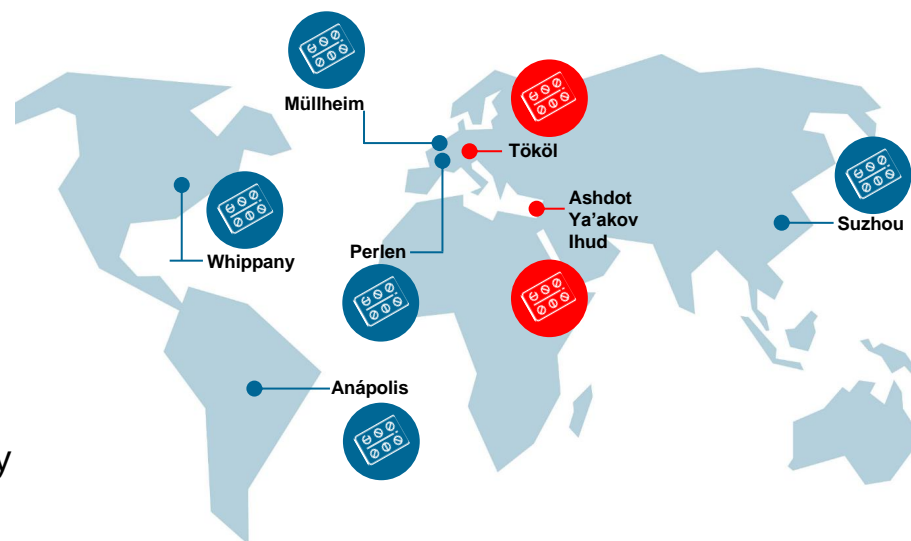 Müllheim
Tököl
Ashdot
Ya’akov
Ihud
Suzhou
Whippany
Perlen
Anápolis
y